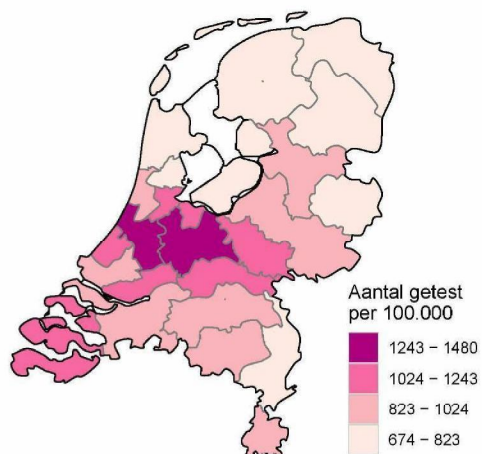 Aantal getest
per 100.000
1243 – 1480
1024 – 1243
823 – 1024
674 – 823